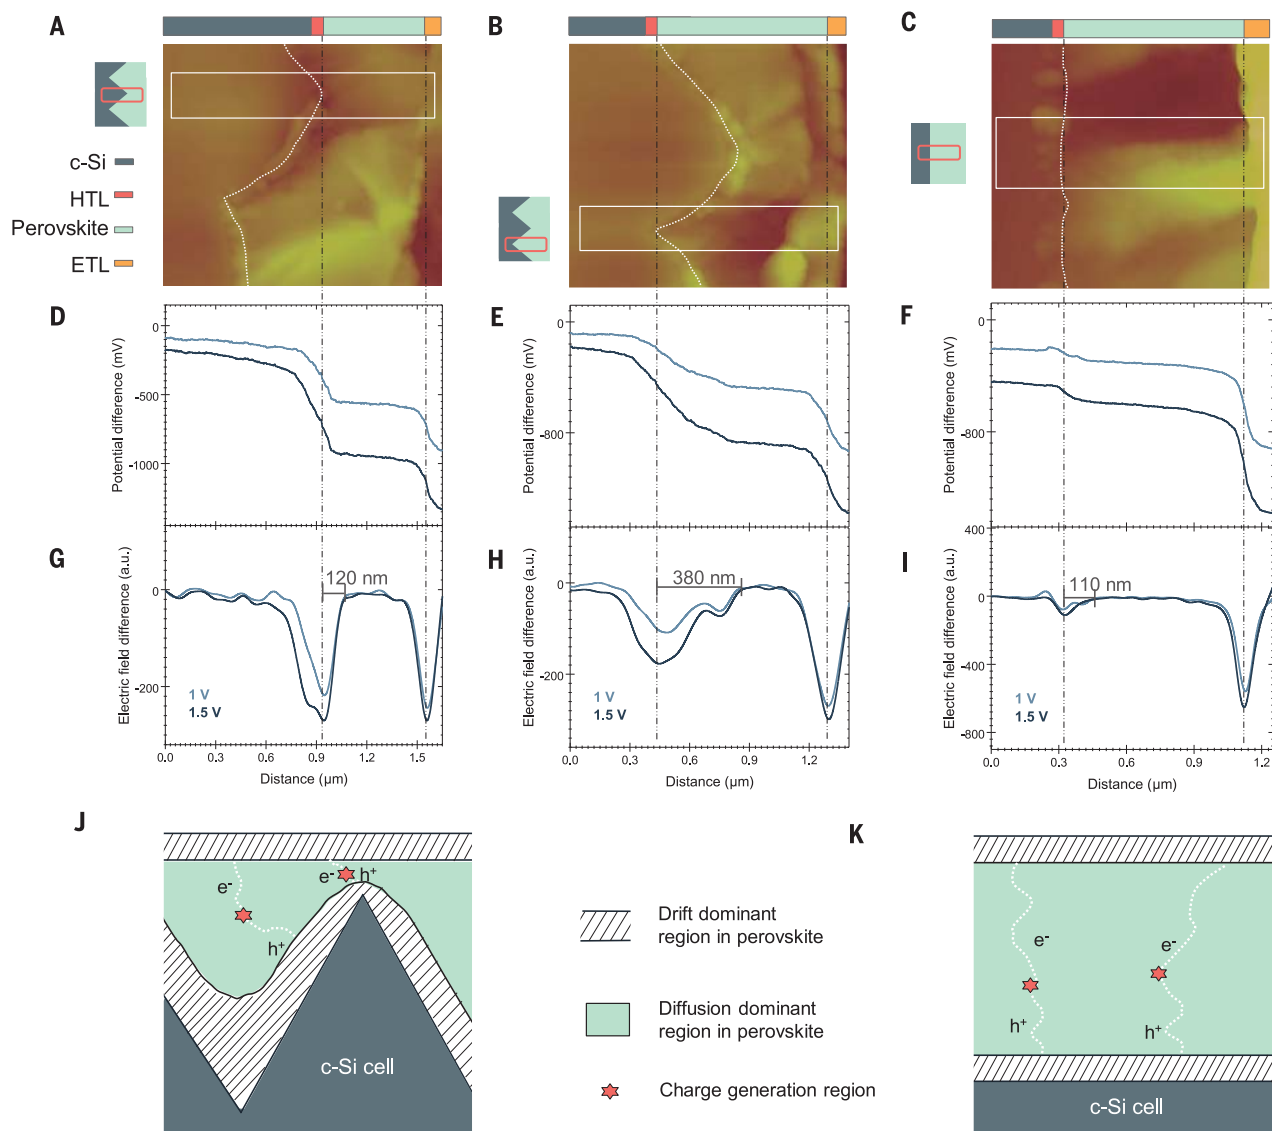 A
B
C
c-Si
HTL
Perovskite
ETL
D
E
F
Potential difference (mV)
0
-500
-1000
Potential difference (mV)
0
-800
Potential difference (mV)
0
-800
G
H
I
Electric field difference (a.u.)
0
-200
120 nm
1 V
1.5 V
0.0 0.3 0.6 0.9 1.2 1.5
Distance (µm)
Electric field difference (a.u.)
0
-200
380 nm
1 V
1.5 V
0.0 0.3 0.6 0.9 1.2
Distance (µm)
Electric field difference (a.u.)
400
0
-400
-800
110 nm
1 V
1.5 V
0.0 0.3 0.6 0.9 1.2
Distance (µm)
J
e-
h+
e-
h+
c-Si cell
Drift dominant
region in perovskite
Diffusion dominant
region in perovskite
Charge generation region
K
e-
h+
e-
h+
c-Si cell